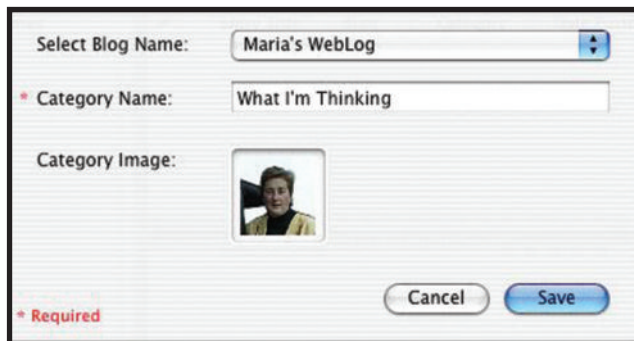 Select Blog Name: Maria's WebLog
* Category Name: What I'm Thinking
Category Image:
Cancel Save
* Required